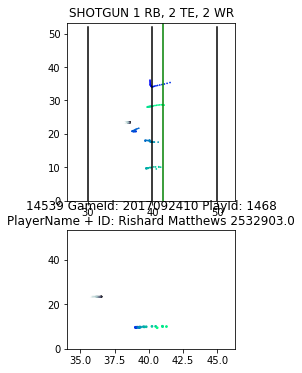 SHOTGUN 1 RB, 2 TE, 2 WR
50
40
30
20
10
0
30 40 50
14539 GameId: 2017092410 PlayId: 1468
PlayerName + ID: Rishard Matthews 2532903.0
40
20
0
35.0 37.5 40.0 42.5 45.0